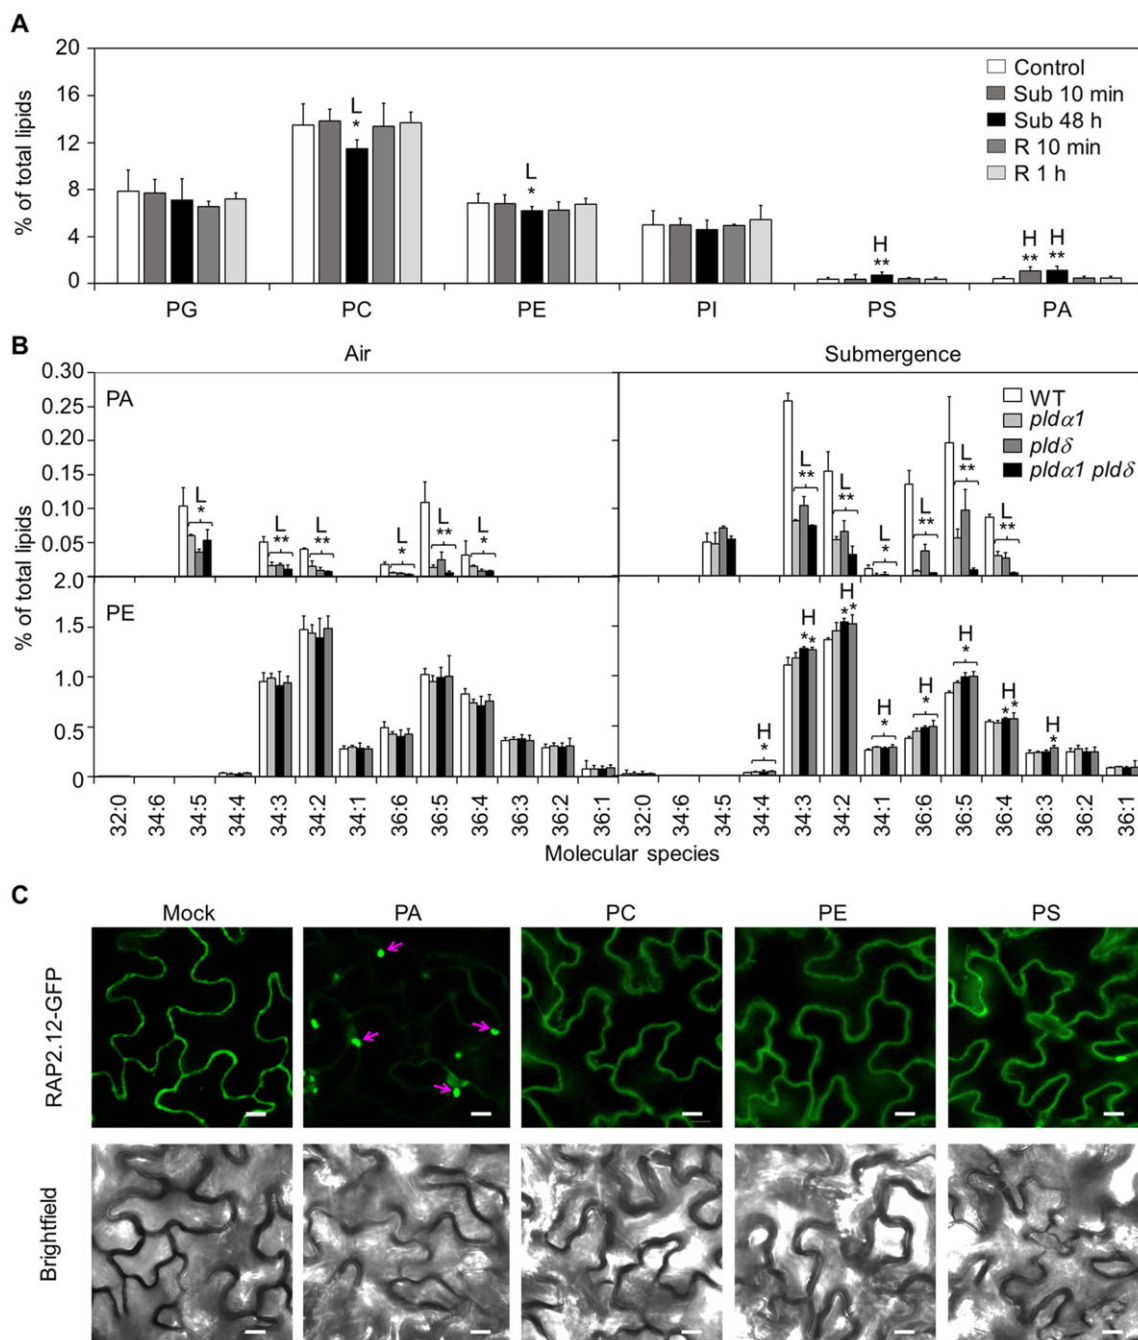 A
% of total lipids
20
16
12
8
4
0
Control
Sub 10 min
Sub 48 h
R 10 min
R 1 h
L
*
L
*
H
**
H H
** **
PG PC PE PI PS PA
B
Air Submergence
% of total lipids
0.30
0.25
0.20
0.15
0.10
0.05
PA
WT
pldα1
pldδ
pldα1 pldδ
L
*
L
**
L
**
L
*
L
**
L
*
L
**
L
**
L
*
L
**
L
**
L
**
2.0
1.5
1.0
0.5
0
PE
H
*
H
* *
H
* *
H
*
H
*
H
*
H
* *
H
*
32:0 34:6 34:5 34:4 34:3 34:2 34:1 36:6 36:5 36:4 36:3 36:2 36:1 32:0 34:6 34:5 34:4 34:3 34:2 34:1 36:6 36:5 36:4 36:3 36:2 36:1
Molecular species
C
Mock PA PC PE PS
RAP2.12-GFP
Brightfield